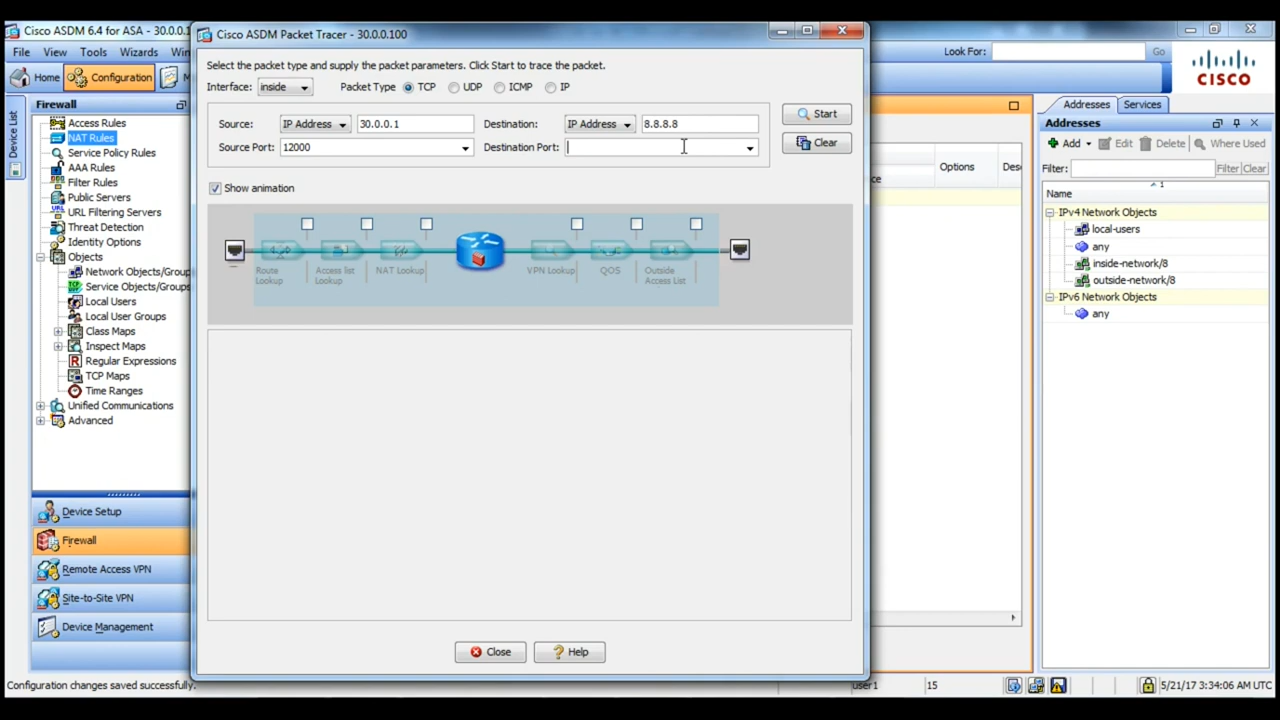 Cisco ASDM 6.4 for ASA - 30.0.0.1
Cisco ASDM Packet Tracer - 30.0.0.100
File View Tools Wizards Look For: Go
Home Configuration
CISCO
Select the packet type and supply the packet parameters. Click Start to trace the packet.
Interface: inside Packet Type TCP UDP ICMP IP
Source: IP Address 30.0.0.1 Destination: IP Address 8.8.8.8 Start
Source Port: 12000 Destination Port: Clear
Show animation
Route Lookup
Access list Lookup
NAT Lookup
VPN Lookup
QOS
Outside Access List
Close Help
Device List
Firewall
Access Rules
NAT Rules
Service Policy Rules
AAA Rules
Filter Rules
Public Servers
URL Filtering Servers
Threat Detection
Identity Options
Objects
Network Objects/Group
Service Objects/Groups
Local Users
Local User Groups
Class Maps
Inspect Maps
Regular Expressions
TCP Maps
Time Ranges
Unified Communications
Advanced
Device Setup
Firewall
Remote Access VPN
Site-to-Site VPN
Device Management
Options
Addresses Services
Addresses
Add Edit Delete Where Used
Filter: Filter Clear
Name 1
IPv4 Network Objects
local-users
any
inside-network/8
outside-network/8
IPv6 Network Objects
any
Configuration changes saved successfully. user1 15 5/21/17 3:34:06 AM UTC